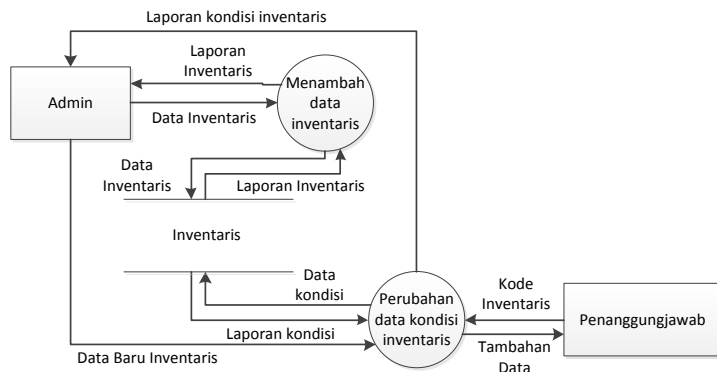 Laporan kondisi inventaris
Laporan
Inventaris
Admin
Menambah
data
inventaris
Data Inventaris
Data
Inventaris
Laporan Inventaris
Inventaris
Data
kondisi
Perubahan
data kondisi
inventaris
Kode
Inventaris
Penanggungjawab
Laporan kondisi
Tambahan
Data
Data Baru Inventaris